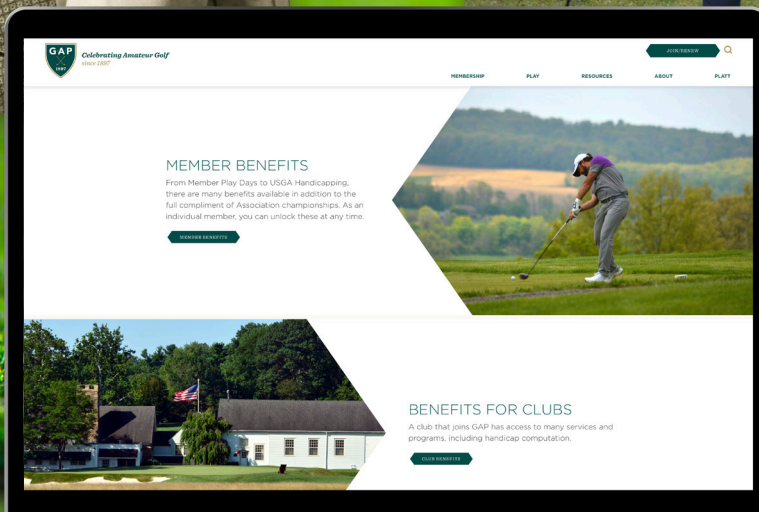 GAP
1897
Celebrating Amateur Golf
since 1897
JOIN/RENEW
MEMBERSHIP PLAY RESOURCES ABOUT PLATT
MEMBER BENEFITS
From Member Play Days to USGA Handicapping,
there are many benefits available in addition to the
full compliment of Association championships. As an
individual member, you can unlock these at any time.
MEMBER BENEFITS
BENEFITS FOR CLUBS
A club that joins GAP has access to many services and
programs, including handicap computation.
CLUB BENEFITS